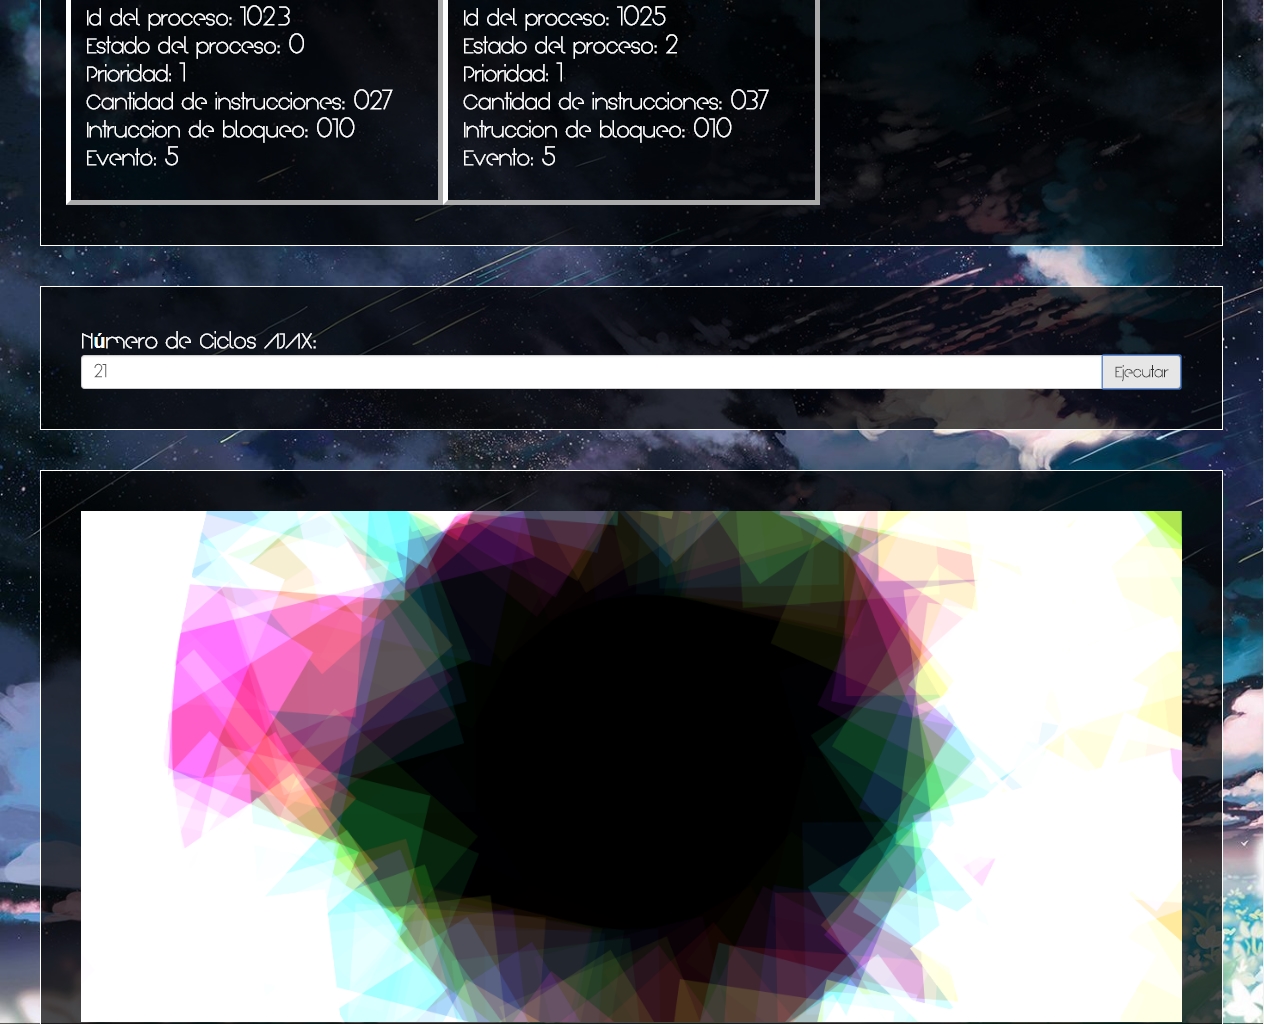 Id del proceso: 1023
Estado del proceso: 0
Prioridad: 1
Cantidad de instrucciones: 027
Intruccion de bloqueo: 010
Evento: 5
Id del proceso: 1025
Estado del proceso: 2
Prioridad: 1
Cantidad de instrucciones: 037
Intruccion de bloqueo: 010
Evento: 5
Número de Ciclos AJAX:
21
Ejecutar